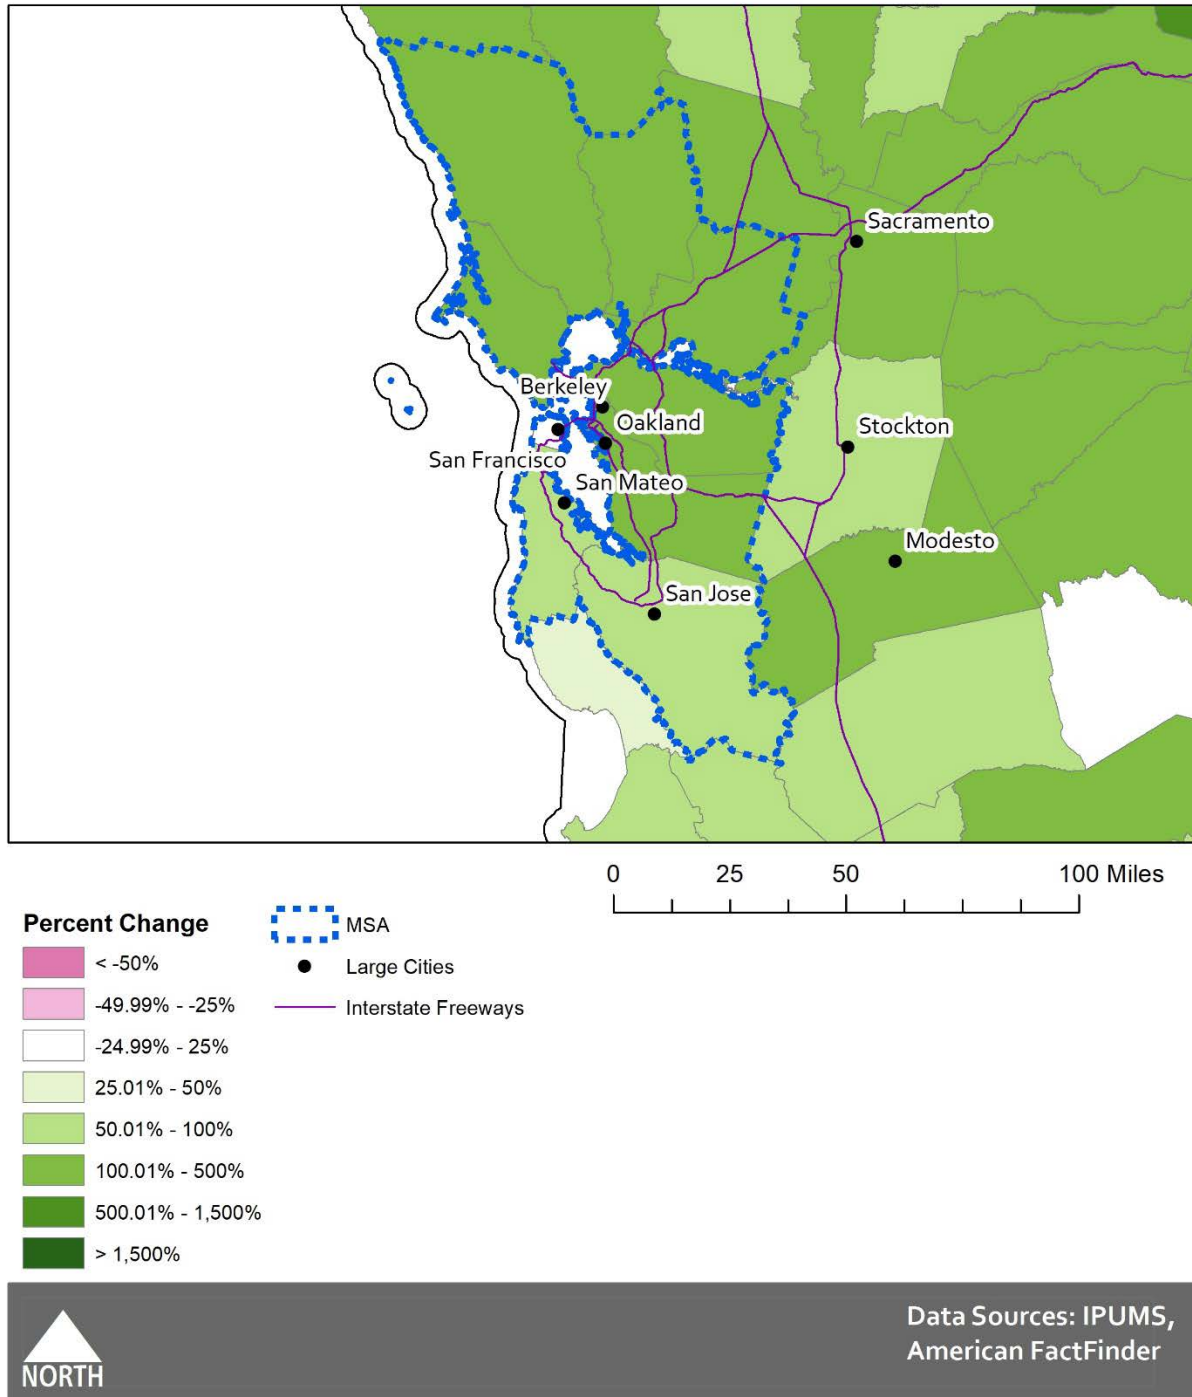 Sacramento
Berkeley
Oakland
Stockton
San Francisco
San Mateo
Modesto
San Jose
0 25 50 100 Miles
Percent Change
MSA
< -50%
Large Cities
-49.99% - -25%
Interstate Freeways
-24.99% - 25%
25.01% - 50%
50.01% - 100%
100.01% - 500%
500.01% - 1,500%
> 1,500%
NORTH
Data Sources: IPUMS,
American FactFinder